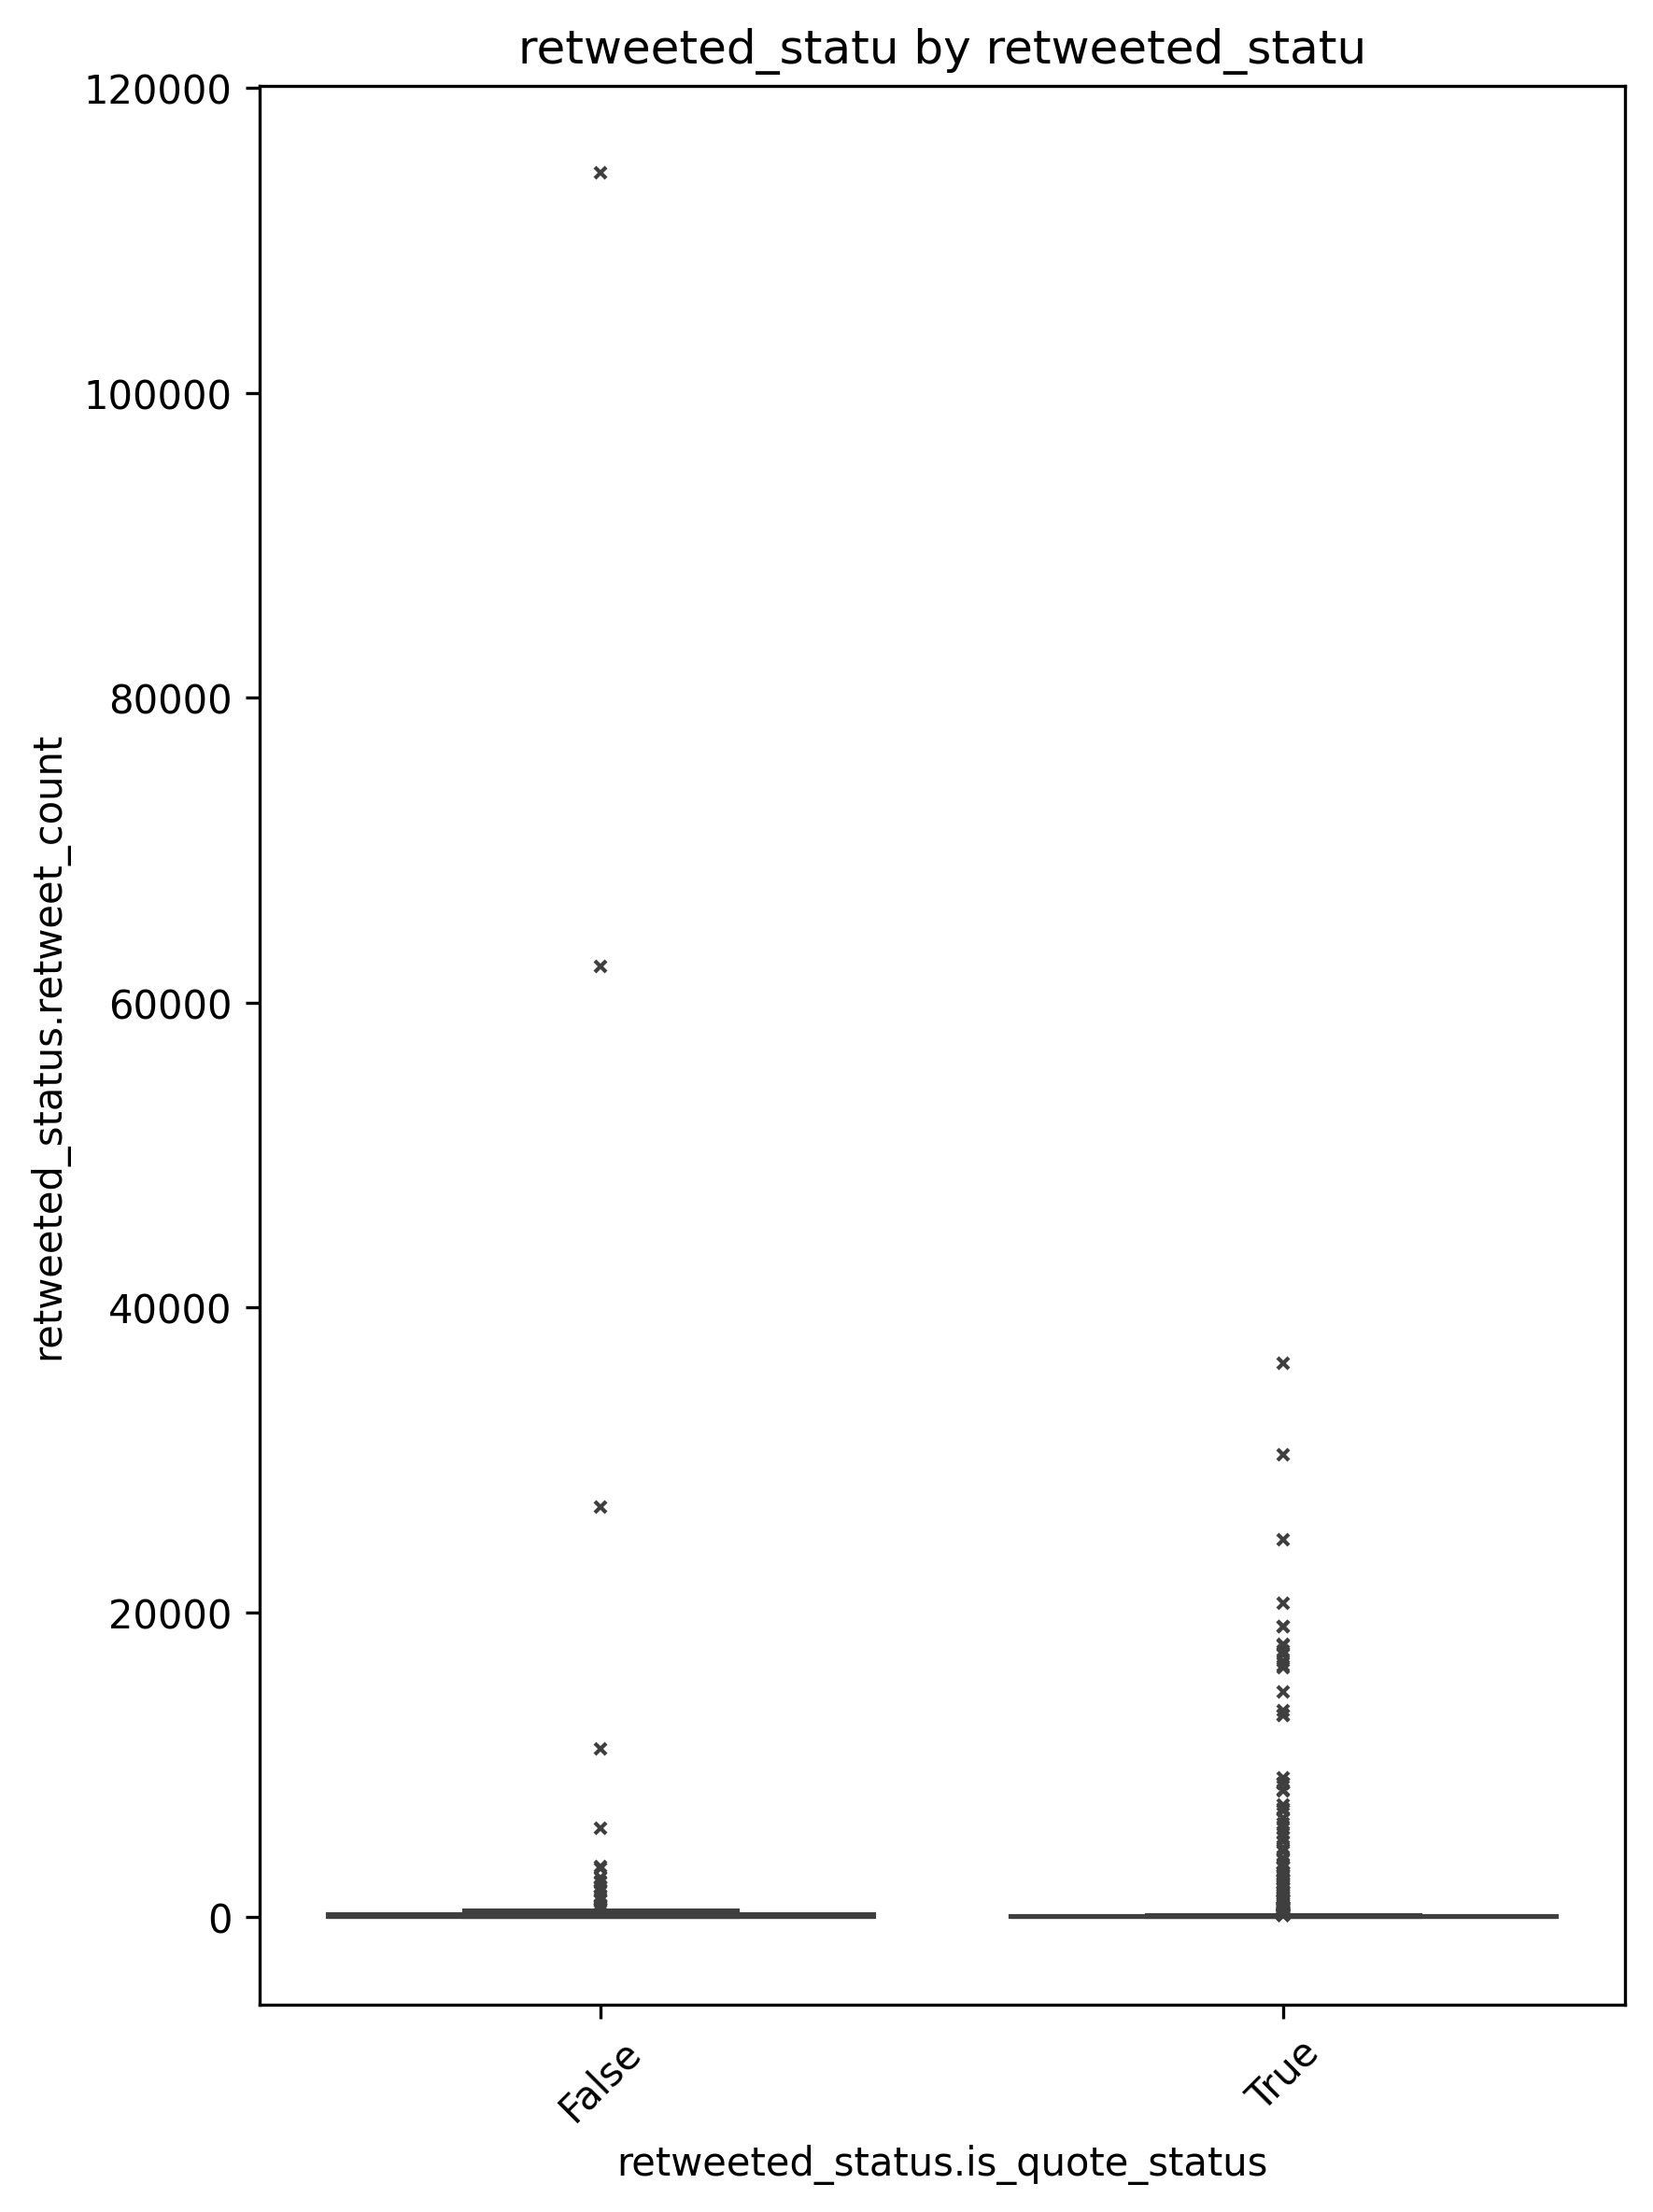 retweeted_statu by retweeted_statu
120000
100000
80000
60000
40000
20000
0
retweeted_status.retweet_count
False
True
retweeted_status.is_quote_status